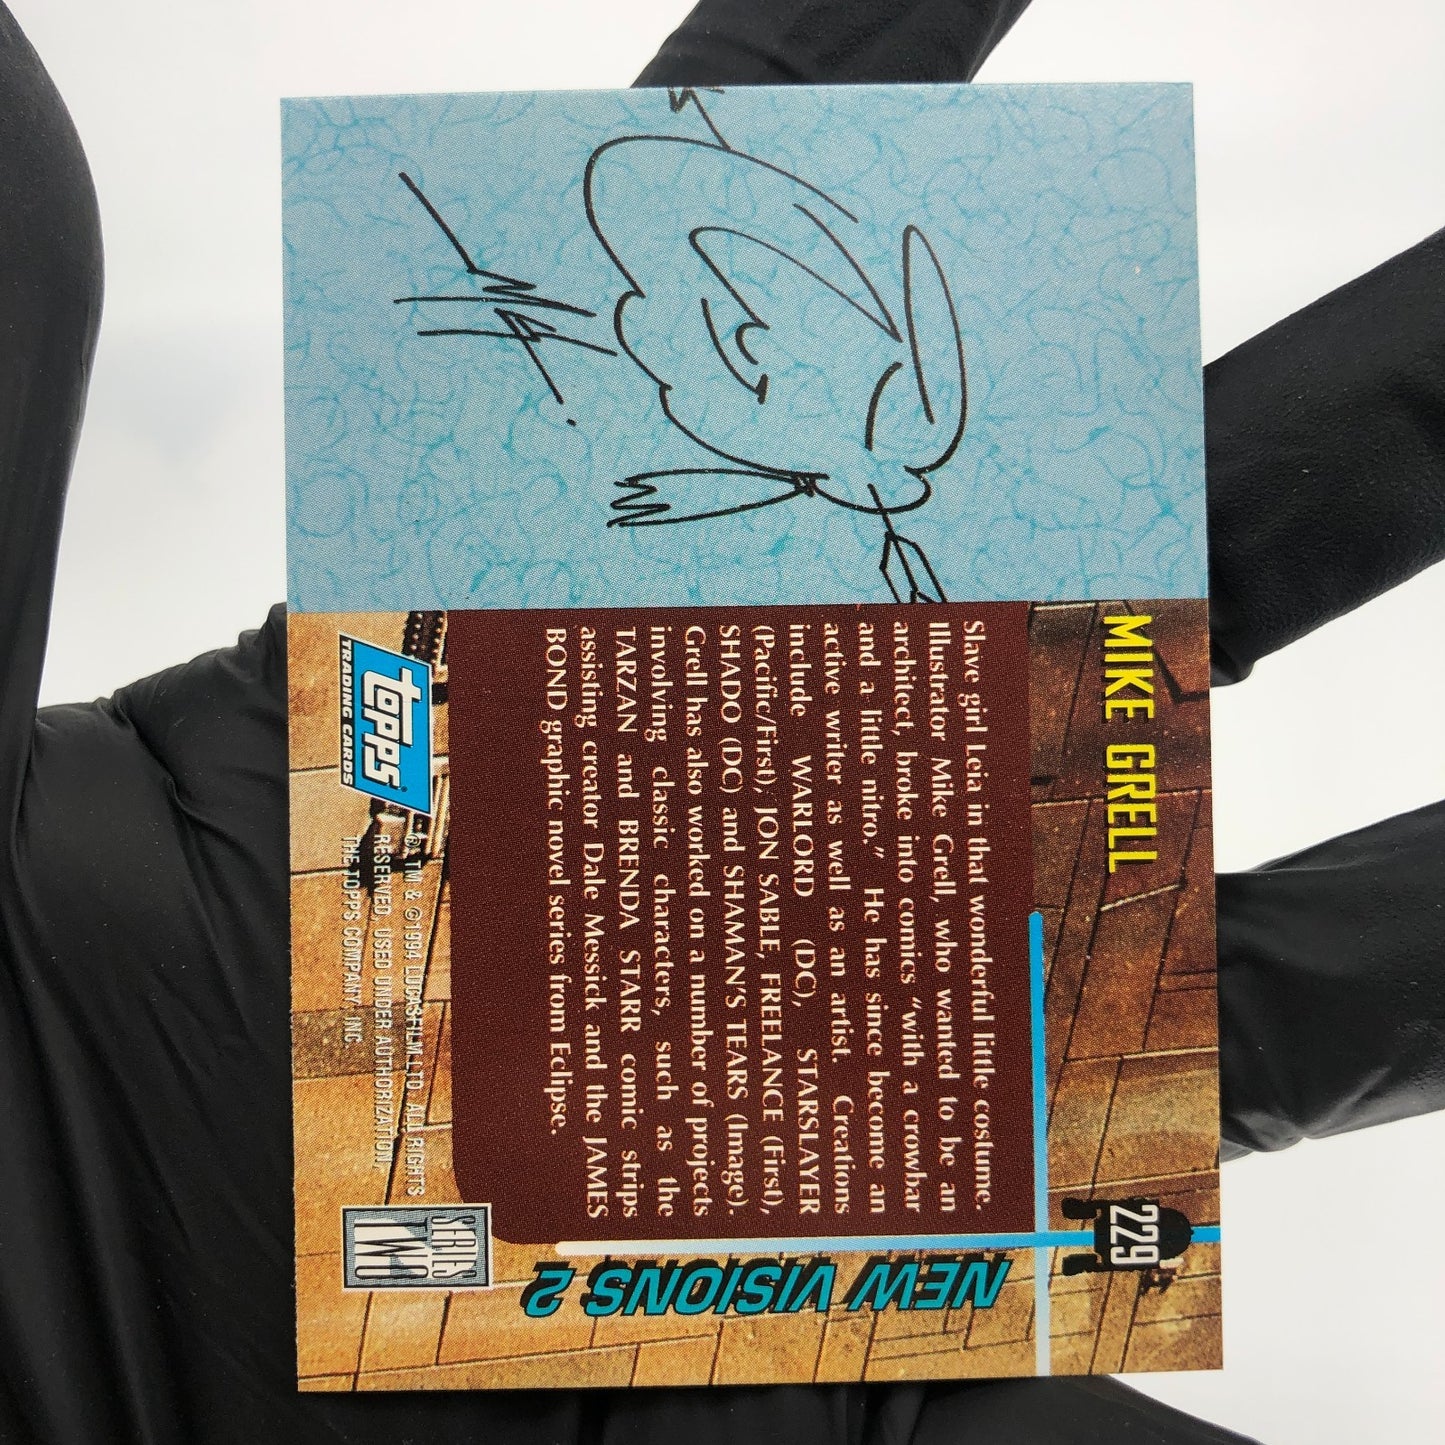 MIKE GRELL
229
Slave girl Leia in that wonderful little costume.
Illustrator Mike Grell, who wanted to be an
architect, broke into comics "with a crowbar
and a little nitro." He has since become an
active writer as well as an artist. Creations
include WARLORD (DC), STARSLAYER
(Pacific/First), JON SABLE, FREELANCE (First),
SHADO (DC) and SHAMAN'S TEARS (Image).
Grell has also worked on a number of projects
involving classic characters, such as the
TARZAN and BRENDA STARR comic strips
assisting creator Dale Messick and the JAMES
BOND graphic novel series from Eclipse.
NEW VISIONS 2
topps
TRADING CARDS
®, TM & ©1994 LUCASFILM LTD. ALL RIGHTS
RESERVED. USED UNDER AUTHORIZATION.
THE TOPPS COMPANY, INC.
SERIES
TWO